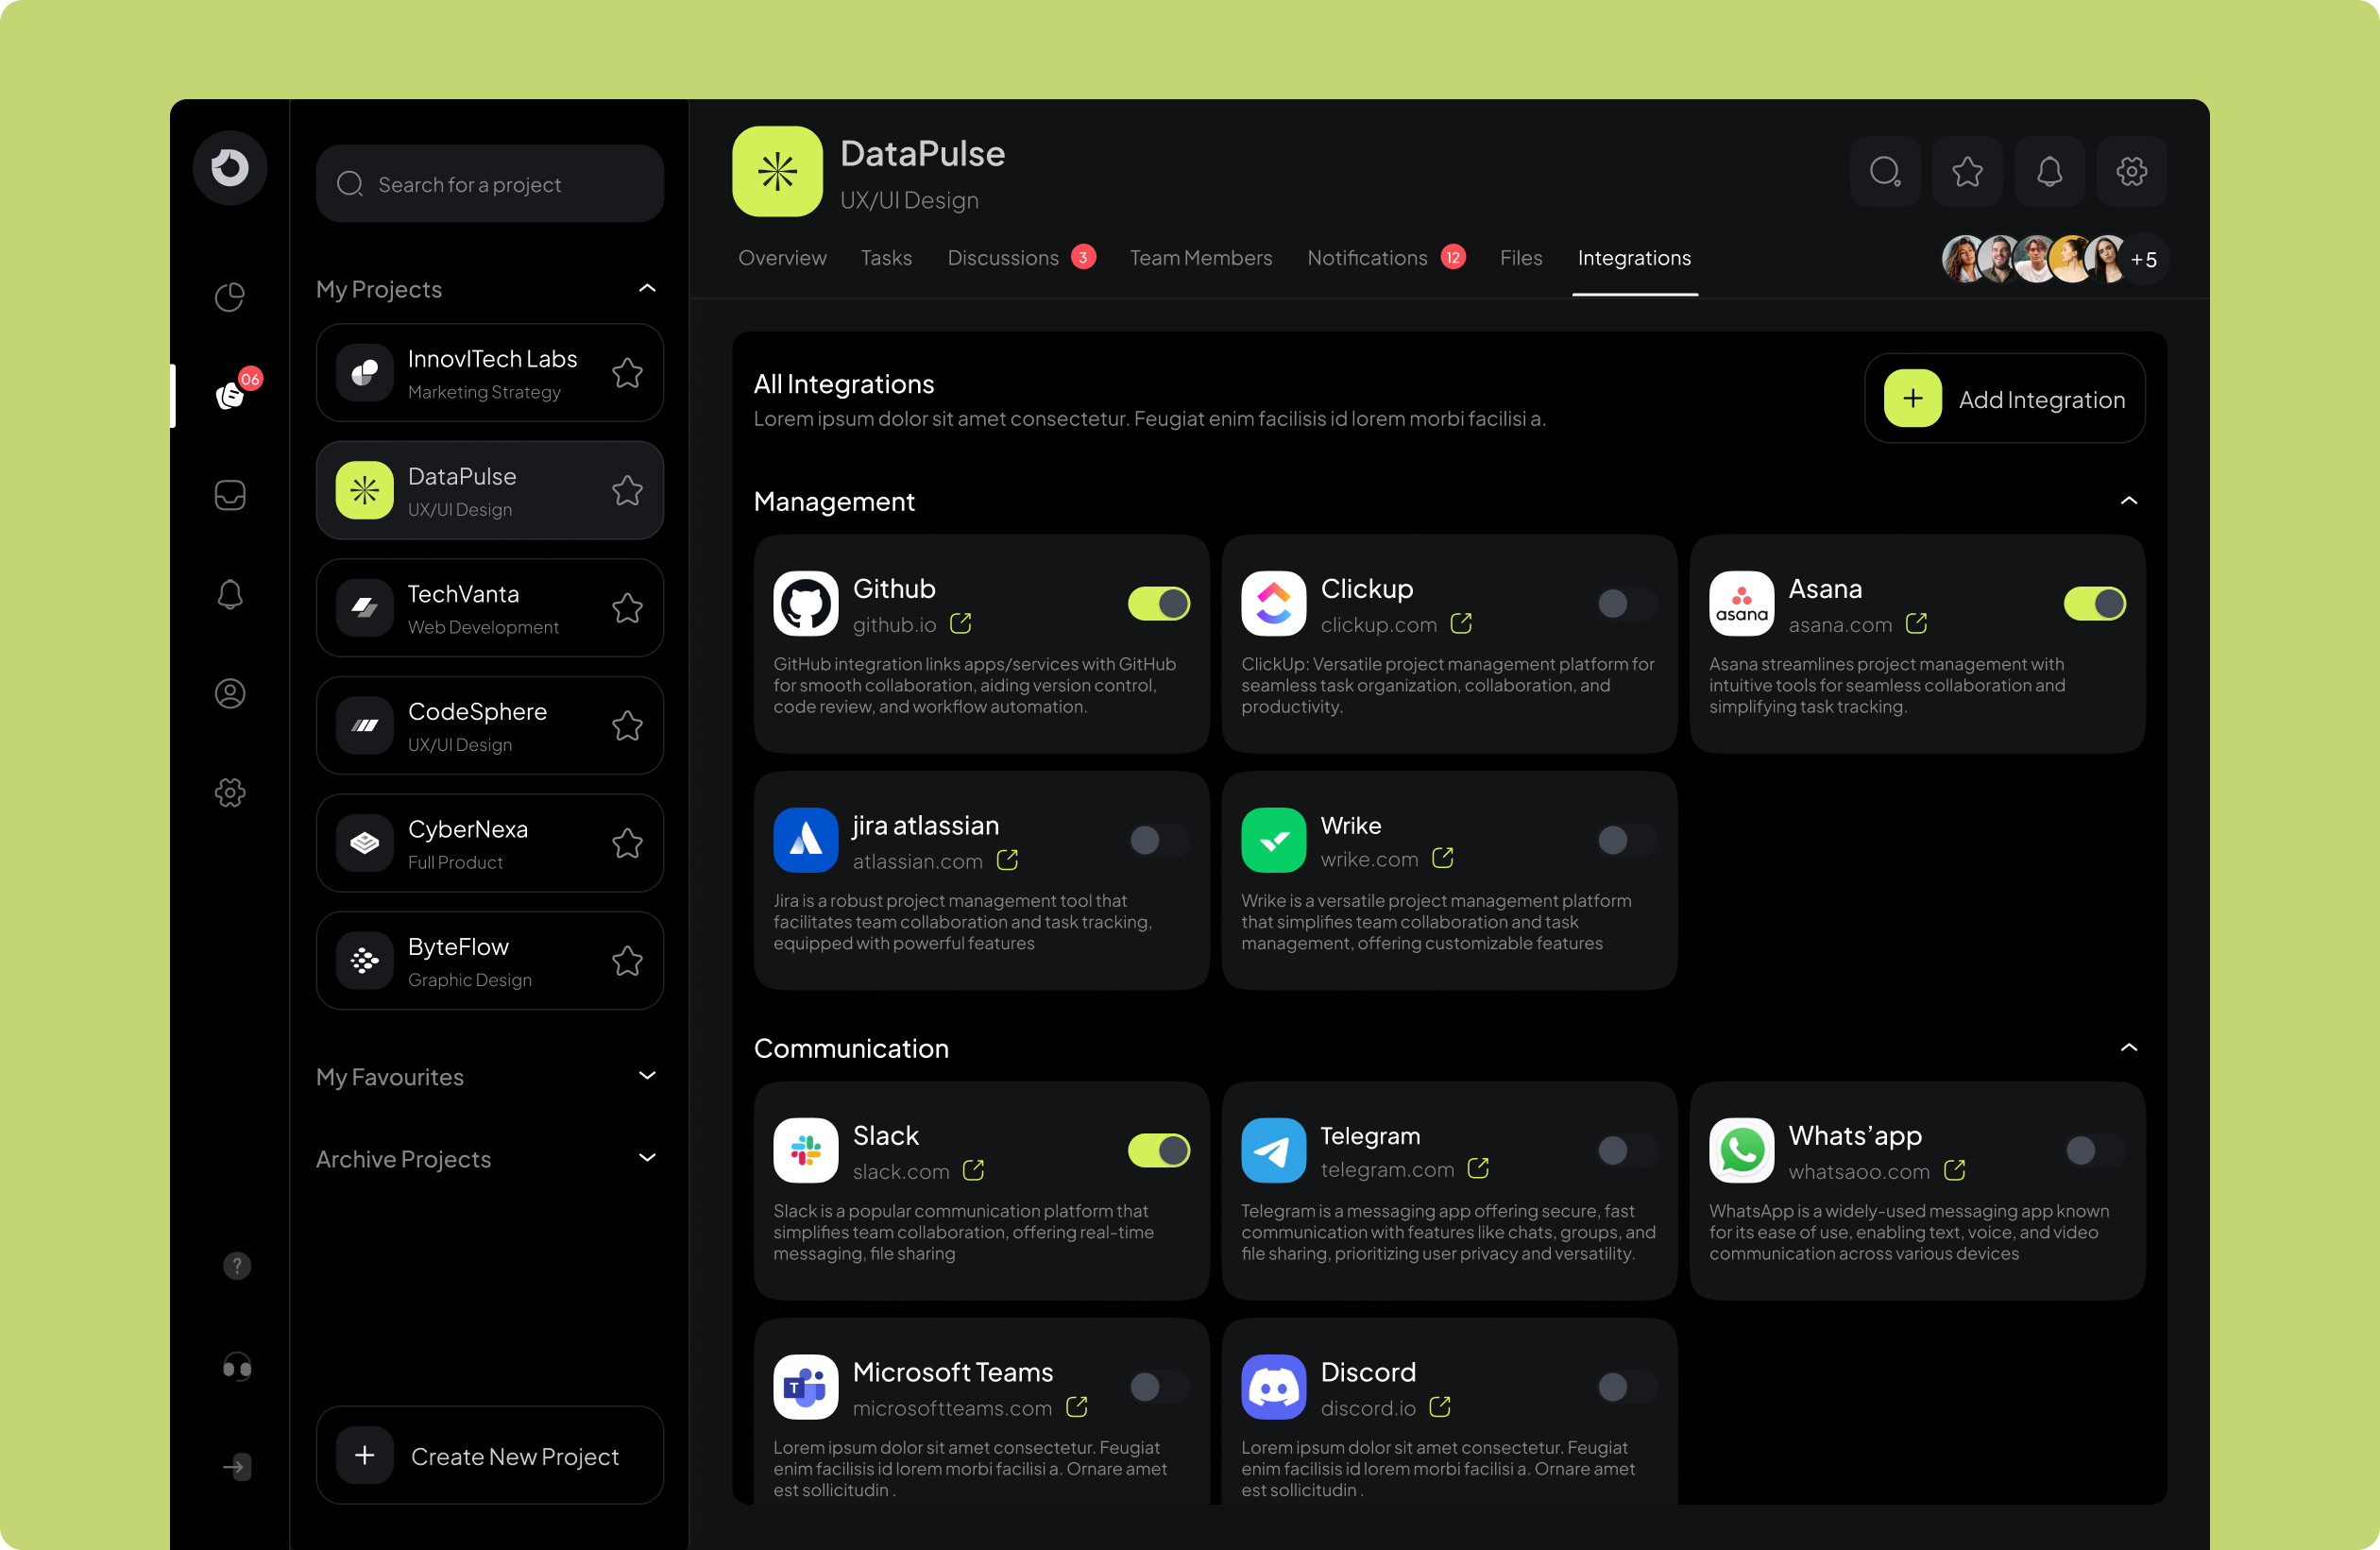 Search for a project
My Projects
InnovITech Labs
Marketing Strategy
DataPulse
UX/UI Design
TechVanta
Web Development
CodeSphere
UX/UI Design
CyberNexa
Full Product
ByteFlow
Graphic Design
My Favourites
Archive Projects
Create New Project
06
?
DataPulse
UX/UI Design
Overview
Tasks
Discussions 3
Team Members
Notifications 12
Files
Integrations
+5
All Integrations
Lorem ipsum dolor sit amet consectetur. Feugiat enim facilisis id lorem morbi facilisi a.
Add Integration
Management
Github
github.io
GitHub integration links apps/services with GitHub
for smooth collaboration, aiding version control,
code review, and workflow automation.
Clickup
clickup.com
ClickUp: Versatile project management platform for
seamless task organization, collaboration, and
productivity.
asana
Asana
asana.com
Asana streamlines project management with
intuitive tools for seamless collaboration and
simplifying task tracking.
jira atlassian
atlassian.com
Jira is a robust project management tool that
facilitates team collaboration and task tracking,
equipped with powerful features
Wrike
wrike.com
Wrike is a versatile project management platform
that simplifies team collaboration and task
management, offering customizable features
Communication
Slack
slack.com
Slack is a popular communication platform that
simplifies team collaboration, offering real-time
messaging, file sharing
Telegram
telegram.com
Telegram is a messaging app offering secure, fast
communication with features like chats, groups, and
file sharing, prioritizing user privacy and versatility.
Whats’app
whatsaoo.com
WhatsApp is a widely-used messaging app known
for its ease of use, enabling text, voice, and video
communication across various devices
T
Microsoft Teams
microsoftteams.com
Lorem ipsum dolor sit amet consectetur. Feugiat
enim facilisis id lorem morbi facilisi a. Ornare amet
est sollicitudin .
Discord
discord.io
Lorem ipsum dolor sit amet consectetur. Feugiat
enim facilisis id lorem morbi facilisi a. Ornare amet
est sollicitudin .